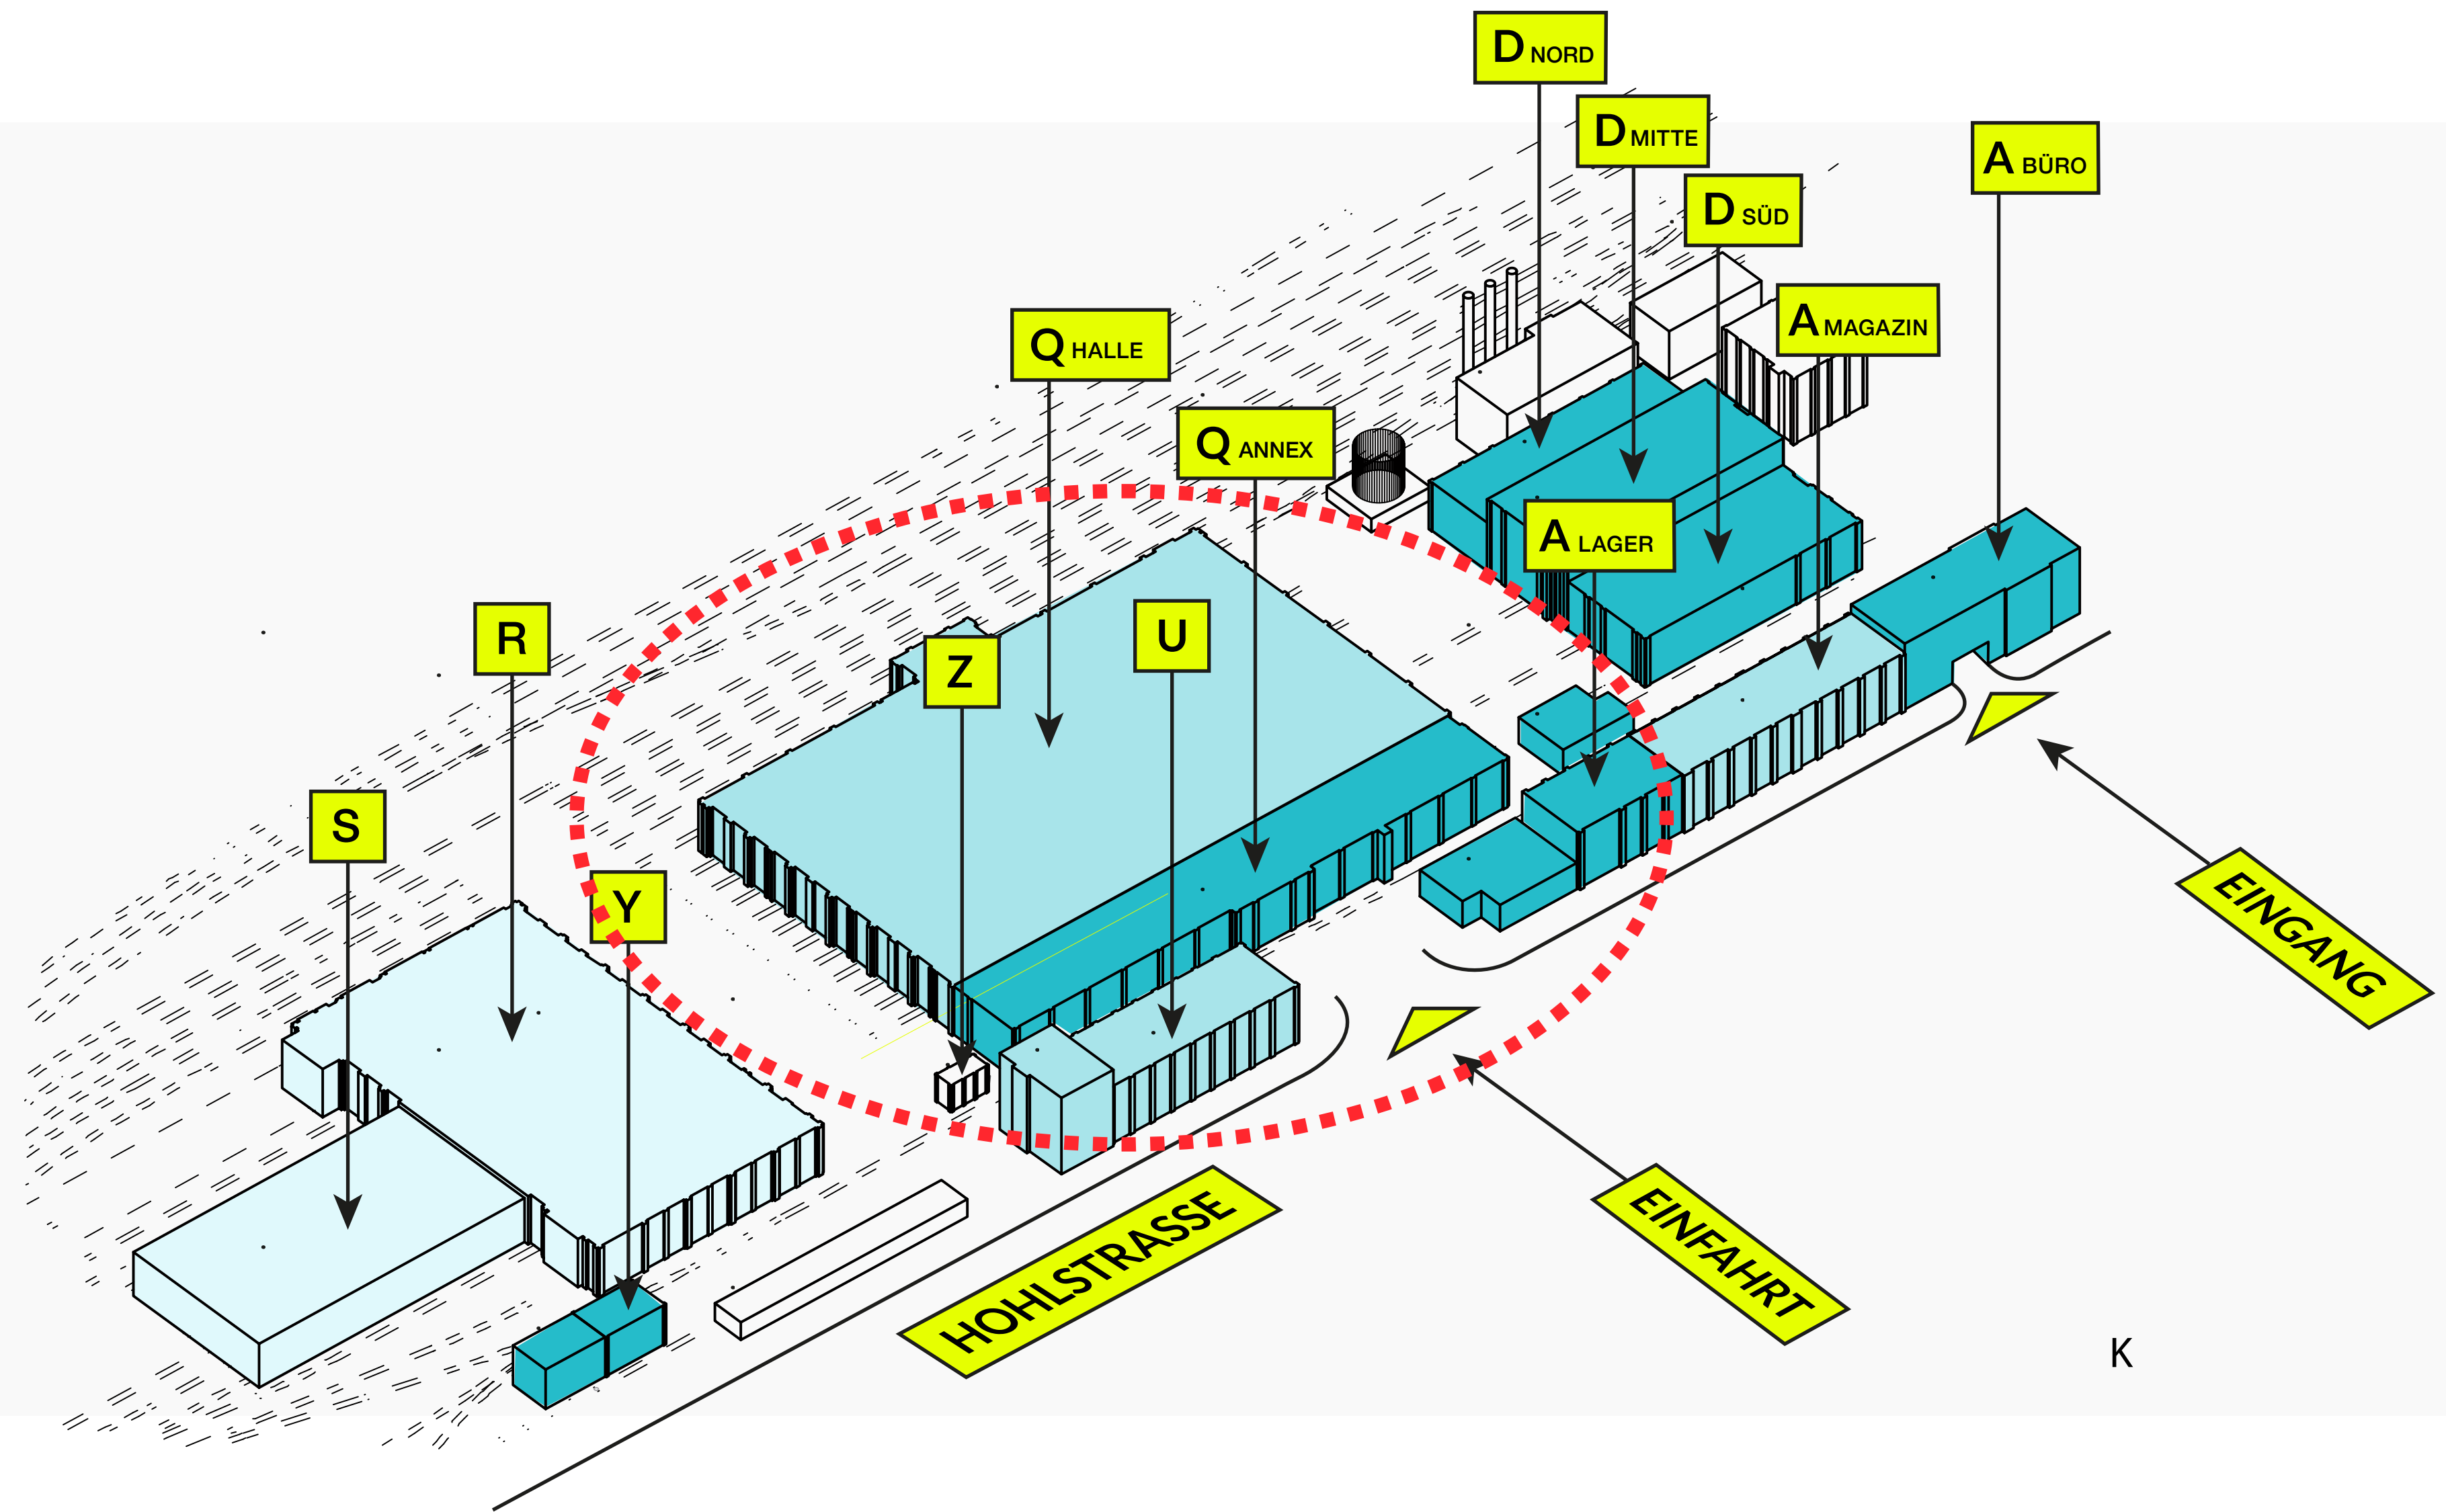 D NORD
D MITTE
A BÜRO
D SÜD
A MAGAZIN
Q HALLE
Q ANNEX
A LAGER
R
U
Z
S
Y
EINGANG
EINFAHRT
HOHLSTRASSE
K